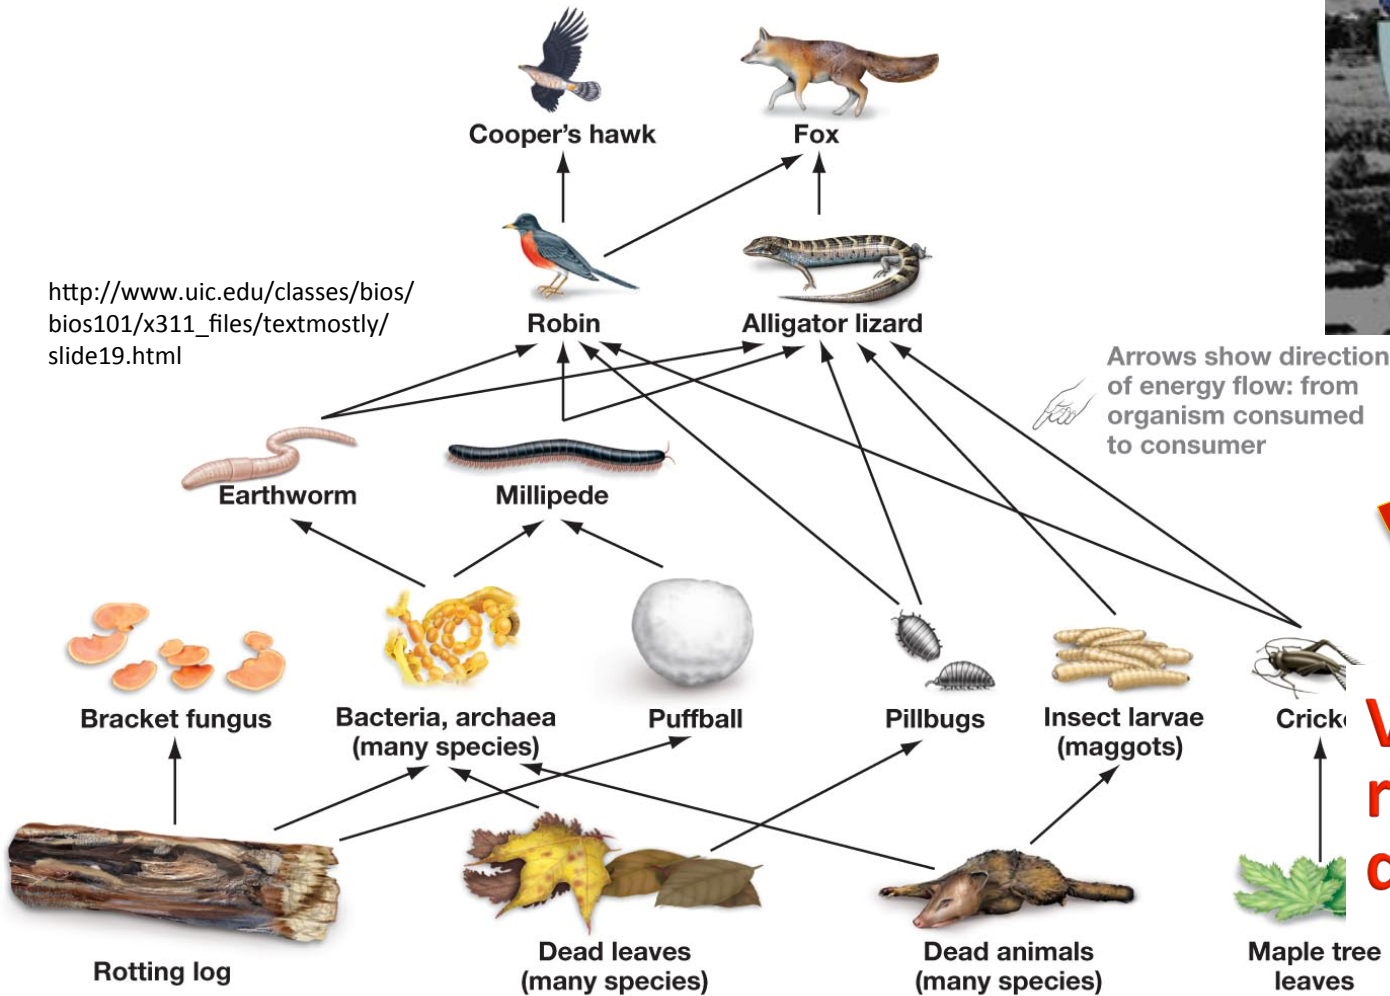 Cooper's hawk
Fox
http://www.uic.edu/classes/bios/
bios101/x311_files/textmostly/
slide19.html
Robin
Alligator lizard
Arrows show direction
of energy flow: from
organism consumed
to consumer
Earthworm
Millipede
Bracket fungus
Bacteria, archaea
(many species)
Puffball
Pillbugs
Insect larvae
(maggots)
Cricke
Rotting log
Dead leaves
(many species)
Dead animals
(many species)
Maple tree
leaves